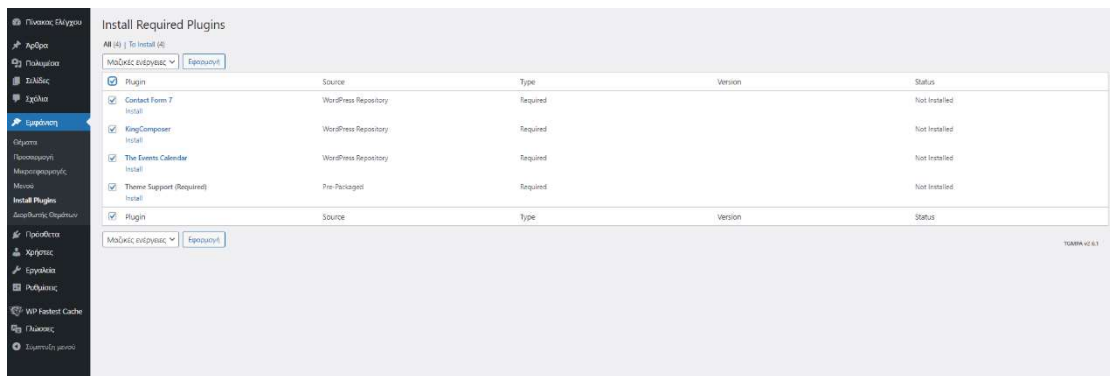 Πίνακας Ελέγχου
Άρθρα
Πολυμέσα
Σελίδες
Σχόλια
Εμφάνιση
Θέματα
Προσαρμογή
Μικροεφαρμογές
Μενού
Install Plugins
Διορθωτής Θεμάτων
Πρόσθετα
Χρήστες
Εργαλεία
Ρυθμίσεις
WP Fastest Cache
Γλώσσες
Σύμπτυξη μενού
Install Required Plugins
All (4) | To Install (4)
Μαζικές ενέργειες Εφαρμογή
Plugin Source Type Version Status
Contact Form 7 WordPress Repository Required Not Installed
Install
KingComposer WordPress Repository Required Not Installed
Install
The Events Calendar WordPress Repository Required Not Installed
Install
Theme Support (Required) Pre-Packaged Required Not Installed
Install
Plugin Source Type Version Status
Μαζικές ενέργειες Εφαρμογή
TGMPA v2.6.1